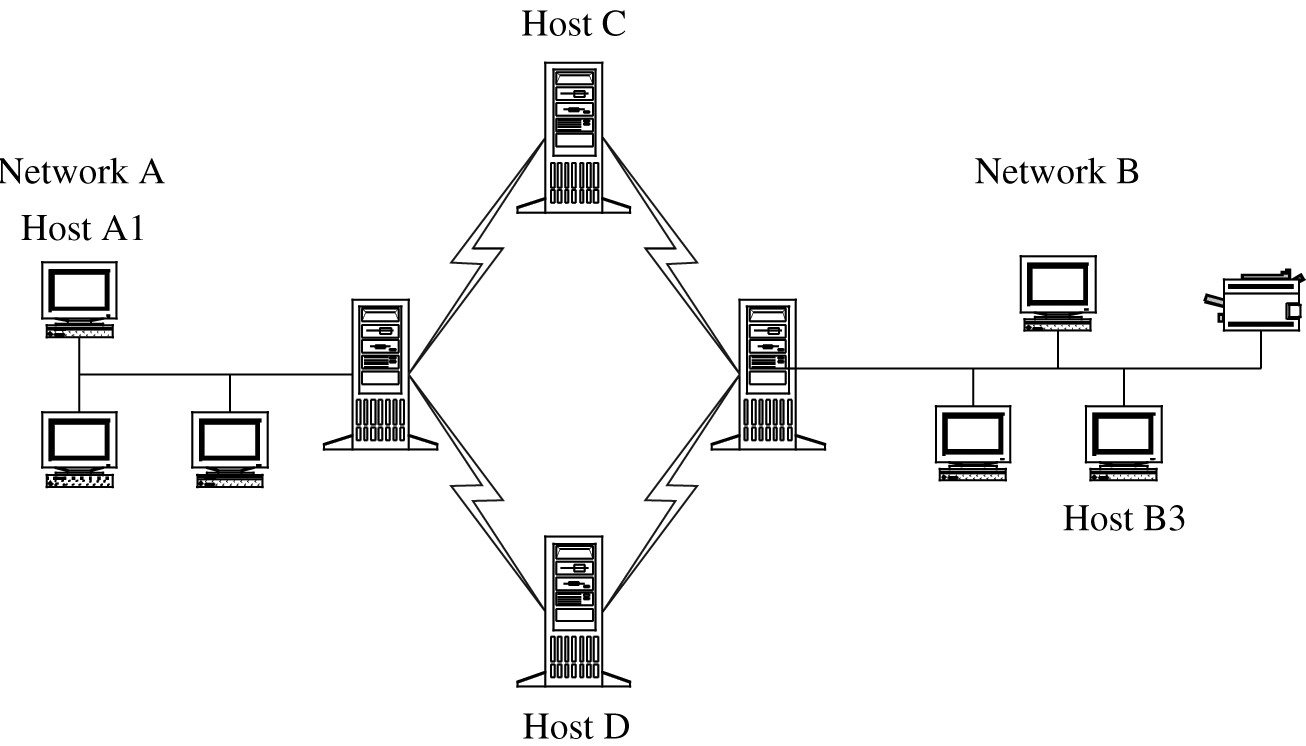 Host C
Network A
Network B
Host A1
Host B3
Host D